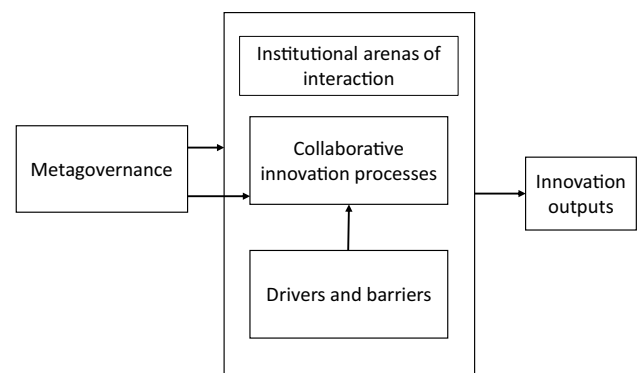 Institutional arenas of
interaction
Metagovernance
Collaborative
innovation processes
Innovation
outputs
Drivers and barriers